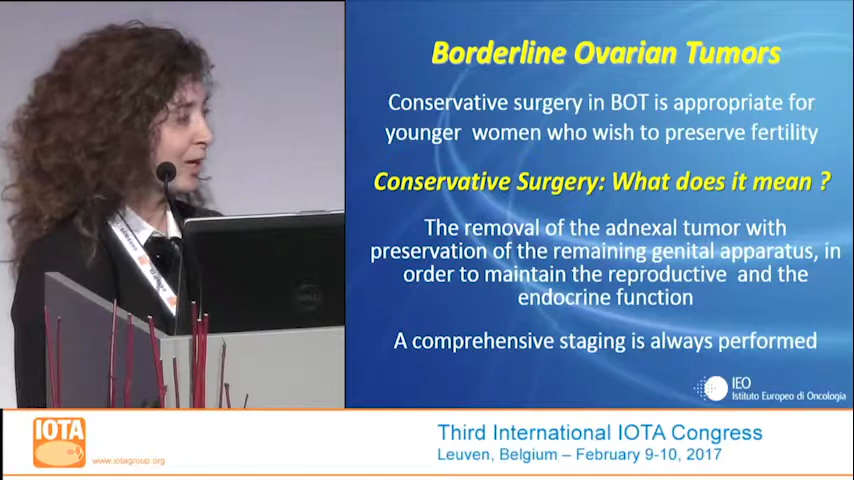 Borderline Ovarian Tumors
Conservative surgery in BOT is appropriate for
younger women who wish to preserve fertility
Conservative Surgery: What does it mean ?
The removal of the adnexal tumor with
preservation of the remaining genital apparatus, in
order to maintain the reproductive and the
endocrine function
A comprehensive staging is always performed
IEO
Istituto Europeo di Oncologia
IOTA
www.iotagroup.org
Third International IOTA Congress
Leuven, Belgium – February 9-10, 2017